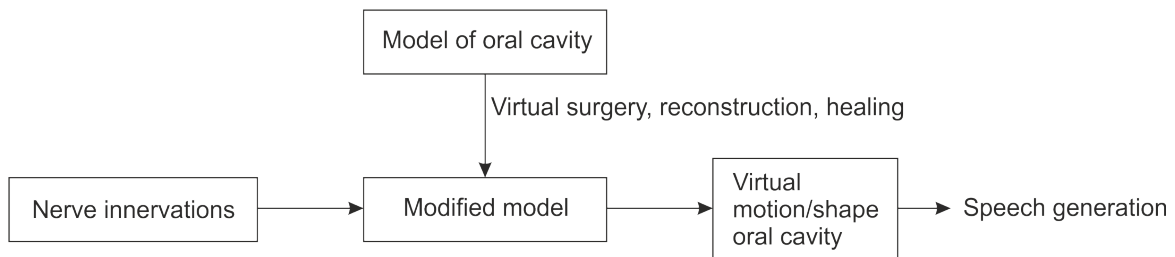 Model of oral cavity
Virtual surgery, reconstruction, healing
Nerve innervations
Modified model
Virtual
motion/shape
oral cavity
Speech generation